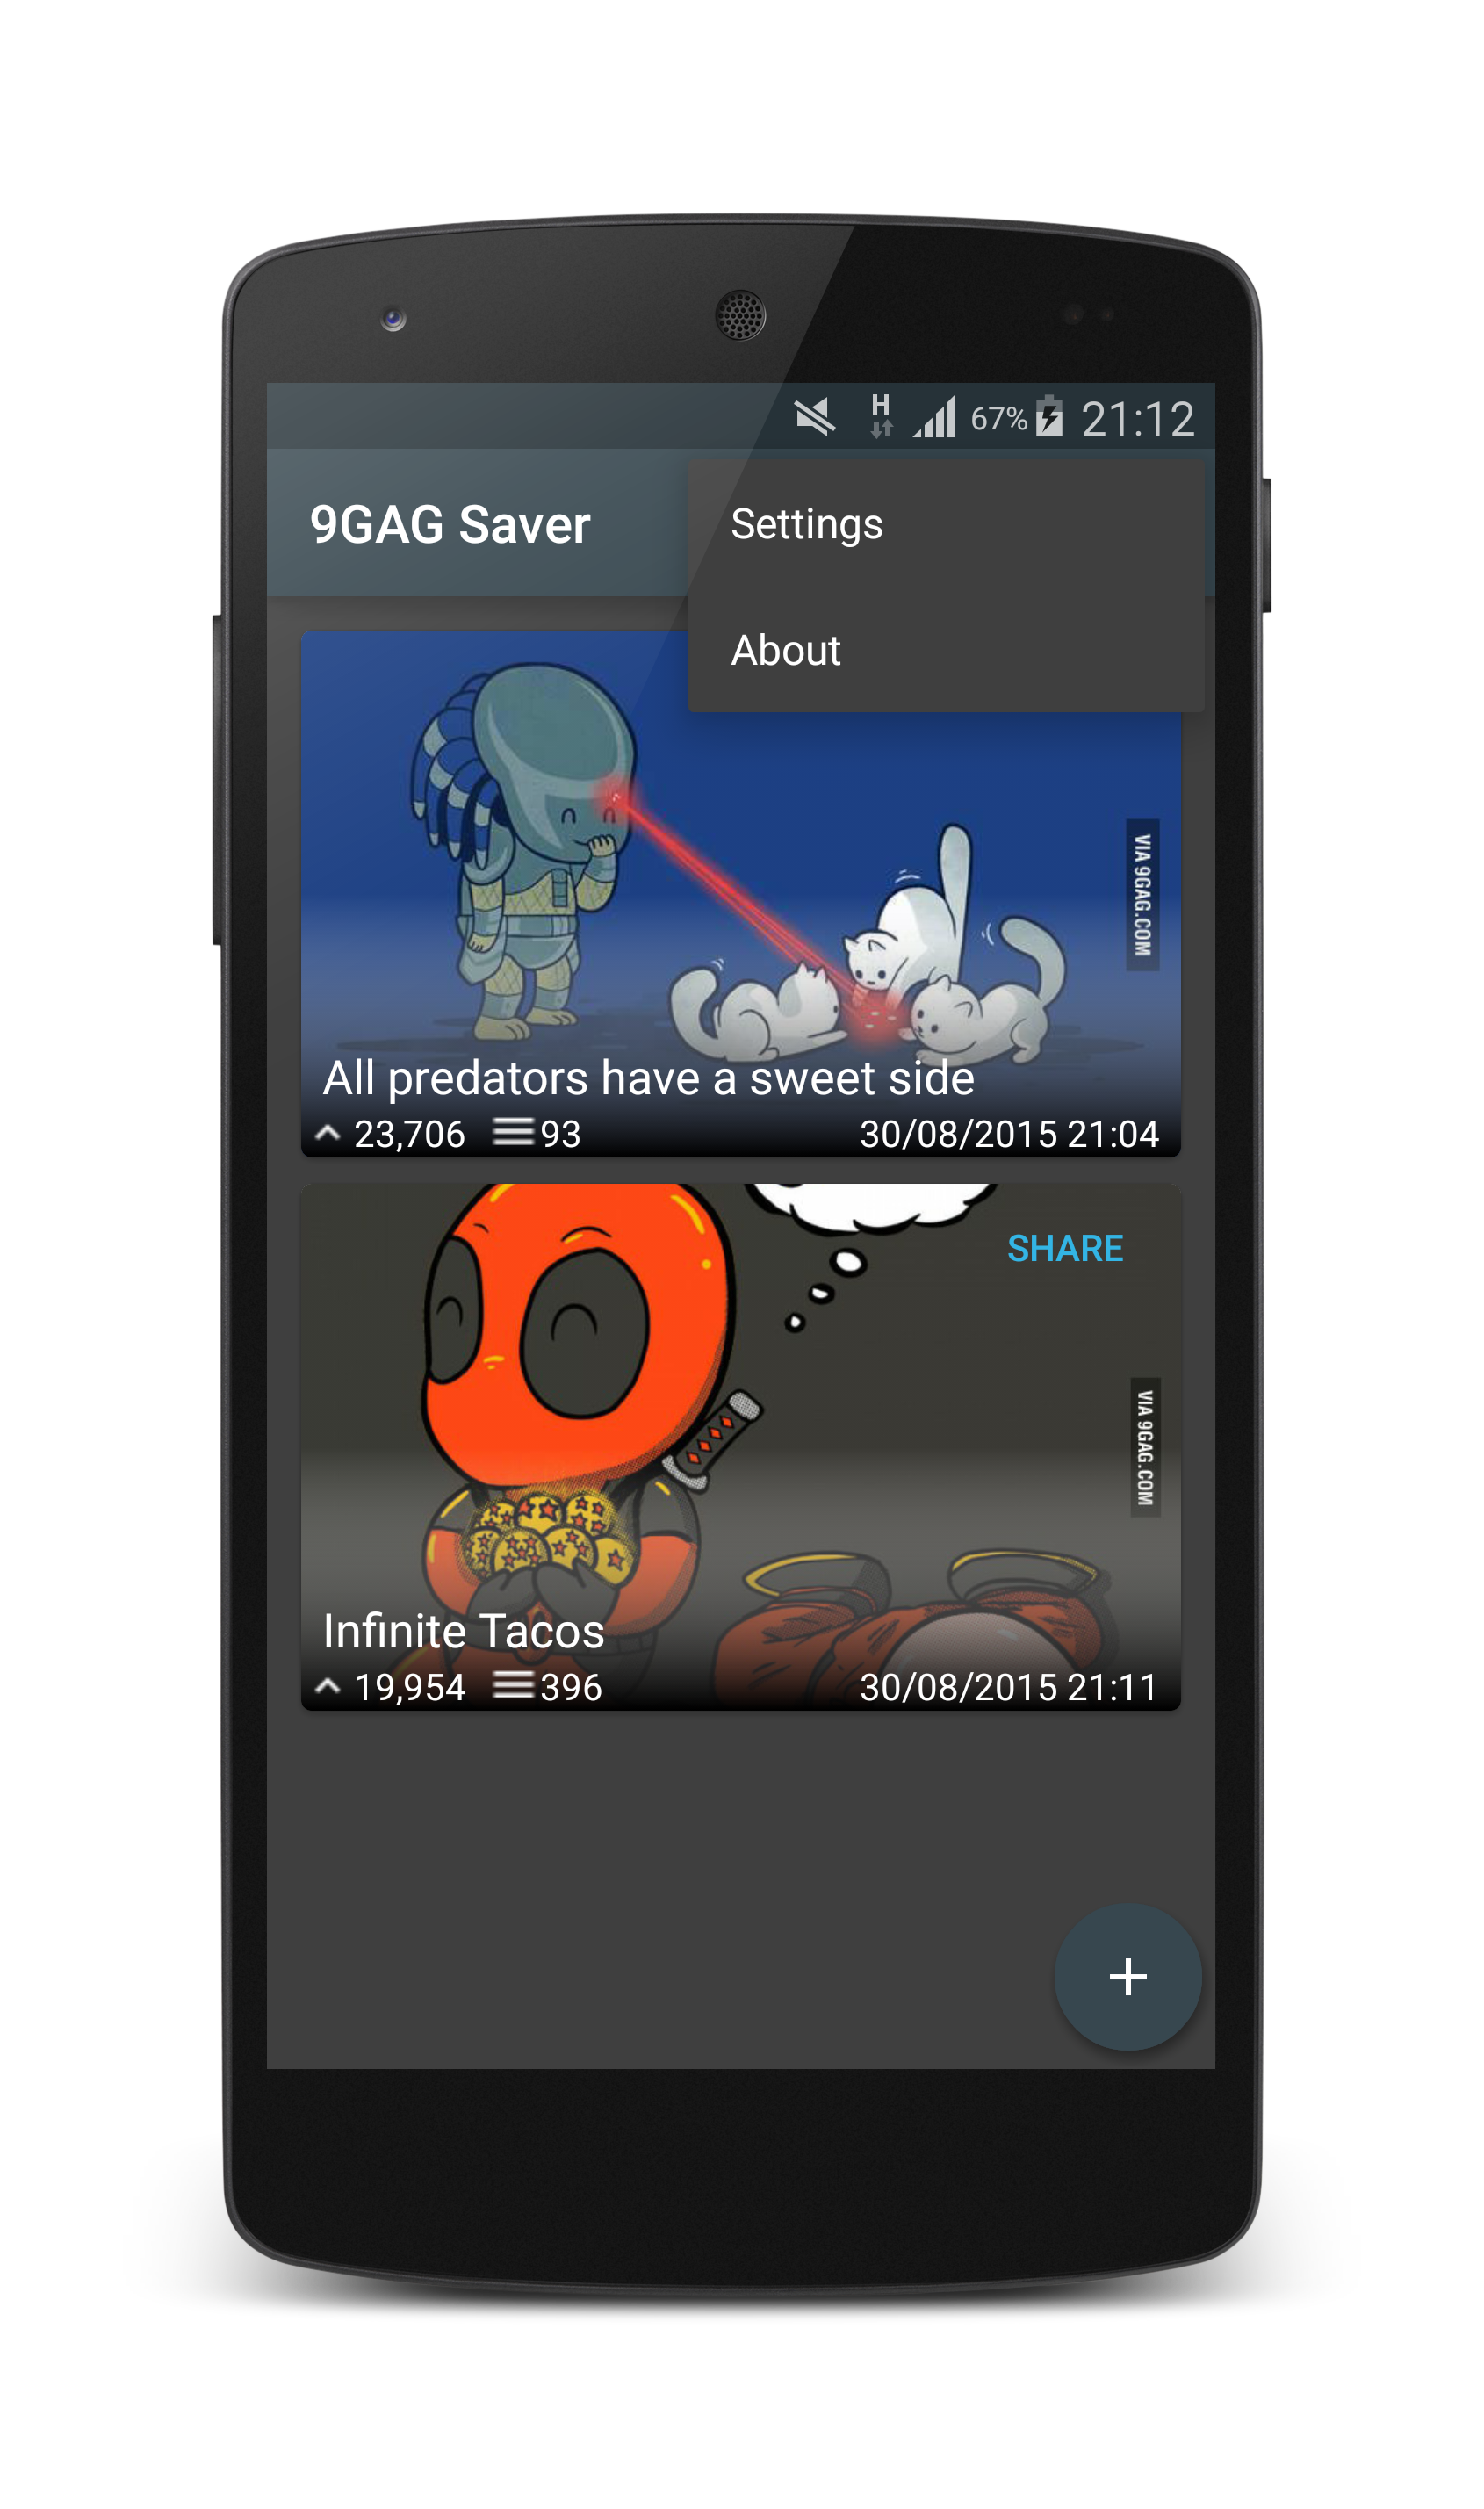 H
67%
21:12
9GAG Saver
Settings
About
VIA 9GAG.COM
All predators have a sweet side
23,706
93
30/08/2015 21:04
SHARE
VIA 9GAG.COM
Infinite Tacos
19,954
396
30/08/2015 21:11